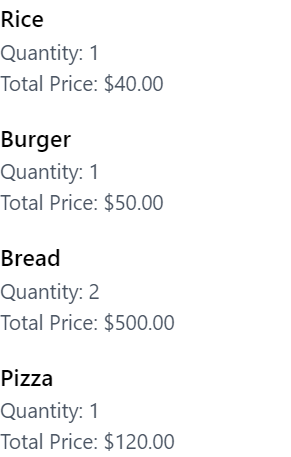 Rice
Quantity: 1
Total Price: $40.00
Burger
Quantity: 1
Total Price: $50.00
Bread
Quantity: 2
Total Price: $500.00
Pizza
Quantity: 1
Total Price: $120.00